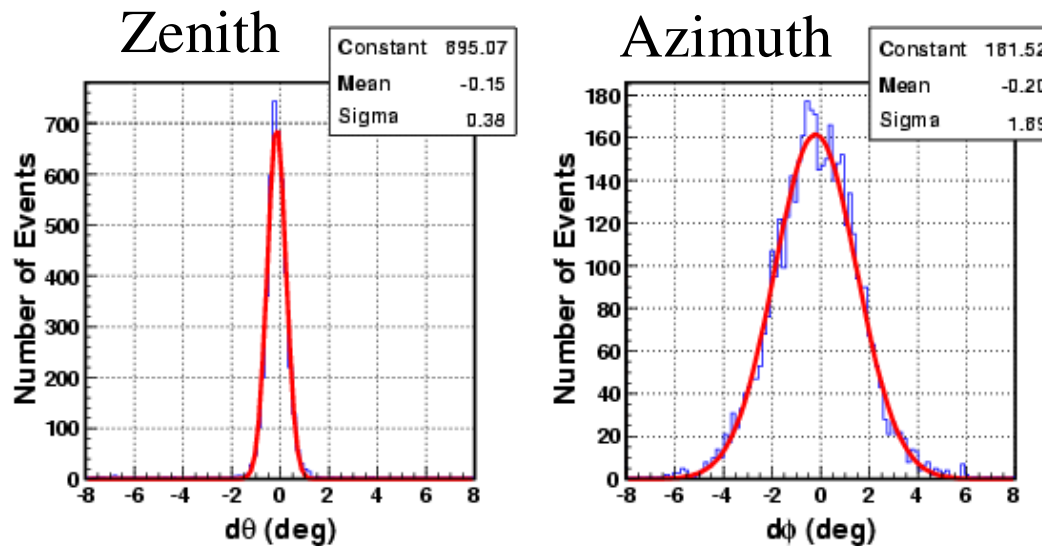 Zenith
Constant
Mean -0.15
Sigma 0.38
Number of Events
700
600
500
400
300
200
100
0
-8 -6 -4 -2 0 2 4 6 8
dθ (deg)
Azimuth
Constant
Mean -0.20
Sigma
Number of Events
180
160
140
120
100
80
60
40
20
0
-8 -6 -4 -2 0 2 4 6 8
dϕ (deg)